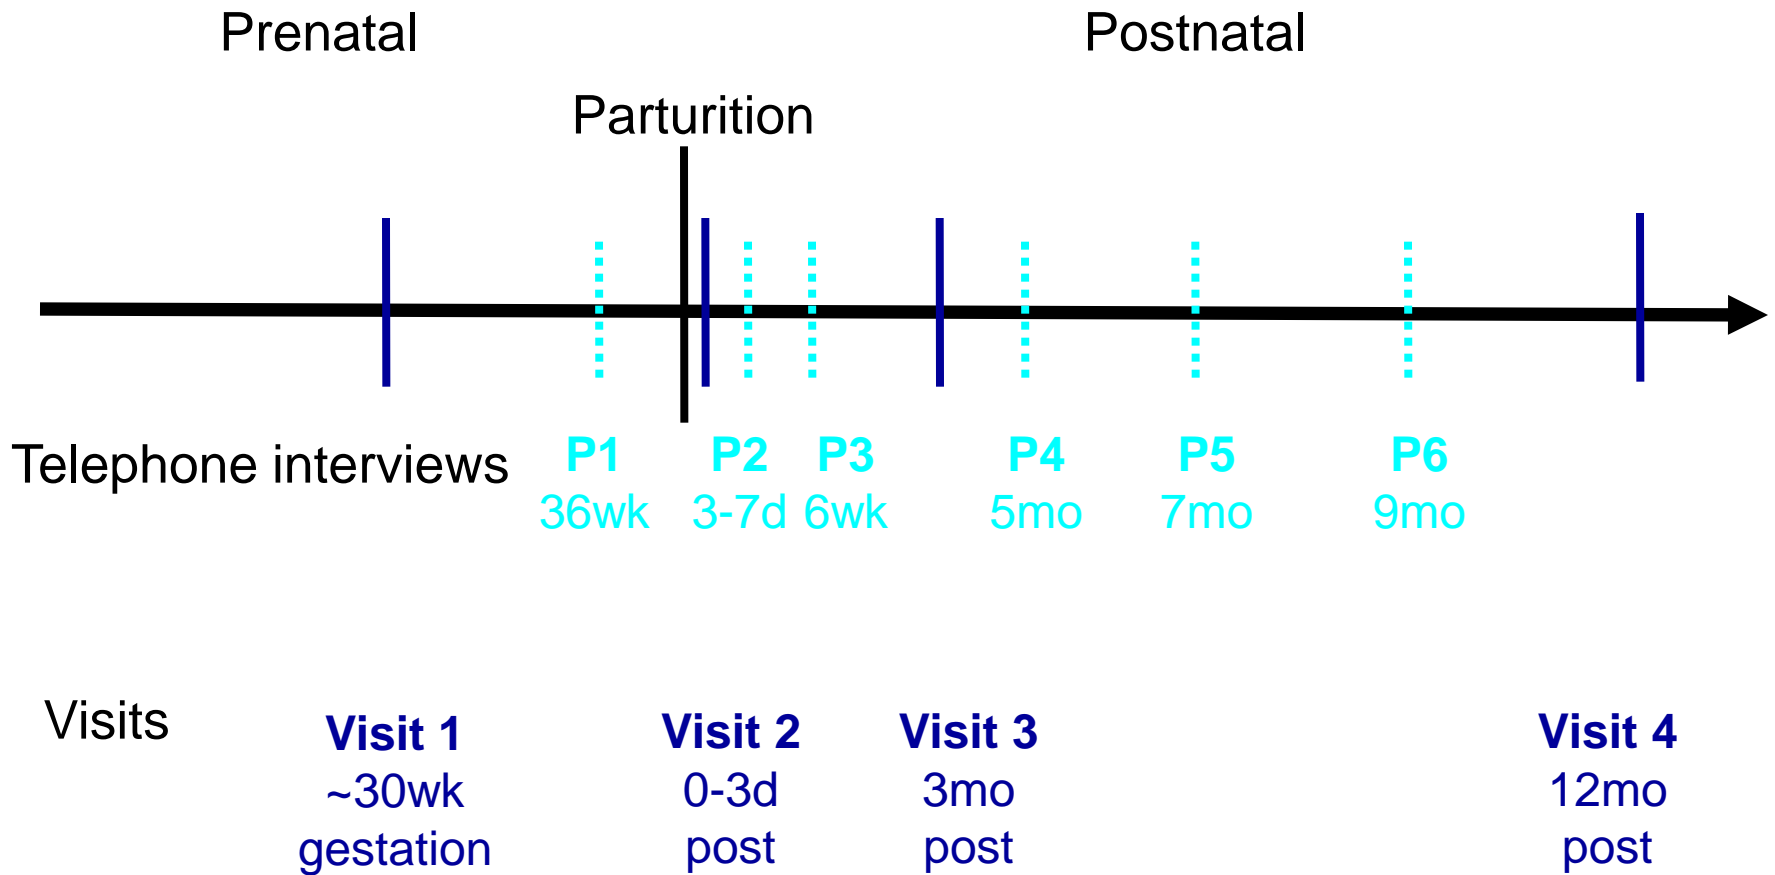 Prenatal
Postnatal
Parturition
Telephone interviews
P1
36wk
P2
3-7d
P3
6wk
P4
5mo
P5
7mo
P6
9mo
Visits
Visit 1
~30wk
gestation
Visit 2
0-3d
post
Visit 3
3mo
post
Visit 4
12mo
post